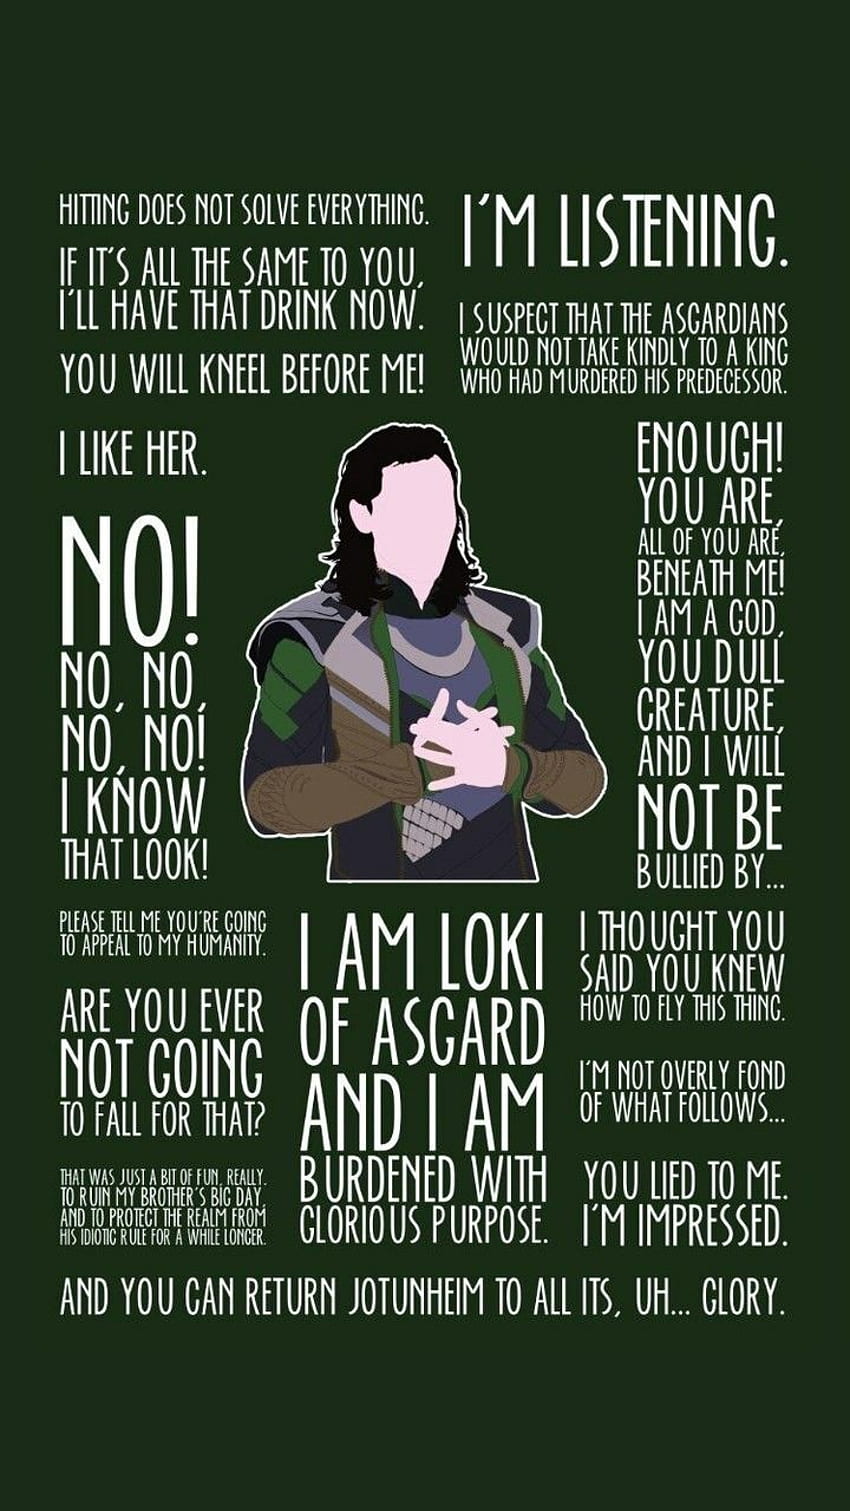 HITTING DOES NOT SOLVE EVERYTHING.
IF IT'S ALL THE SAME TO YOU,
I'LL HAVE THAT DRINK NOW.
YOU WILL KNEEL BEFORE ME!
I'M LISTENING.
I SUSPECT THAT THE ASGARDIANS
WOULD NOT TAKE KINDLY TO A KING
WHO HAD MURDERED HIS PREDECESSOR.
I LIKE HER.
NO!
NO, NO,
NO, NO!
I KNOW
THAT LOOK!
ENOUGH!
YOU ARE,
ALL OF YOU ARE,
BENEATH ME!
I AM A GOD,
YOU DULL
CREATURE,
AND I WILL
NOT BE
BULLIED BY...
PLEASE TELL ME YOU'RE GOING
TO APPEAL TO MY HUMANITY.
ARE YOU EVER
NOT GOING
TO FALL FOR THAT?
THAT WAS JUST A BIT OF FUN, REALLY.
TO RUIN MY BROTHER'S BIG DAY,
AND TO PROTECT THE REALM FROM
HIS IDIOTIC RULE FOR A WHILE LONGER.
I AM LOKI
OF ASGARD
AND I AM
BURDENED WITH
GLORIOUS PURPOSE.
I THOUGHT YOU
SAID YOU KNEW
HOW TO FLY THIS THING.
I'M NOT OVERLY FOND
OF WHAT FOLLOWS...
YOU LIED TO ME.
I'M IMPRESSED.
AND YOU CAN RETURN JOTUNHEIM TO ALL ITS, UH... GLORY.